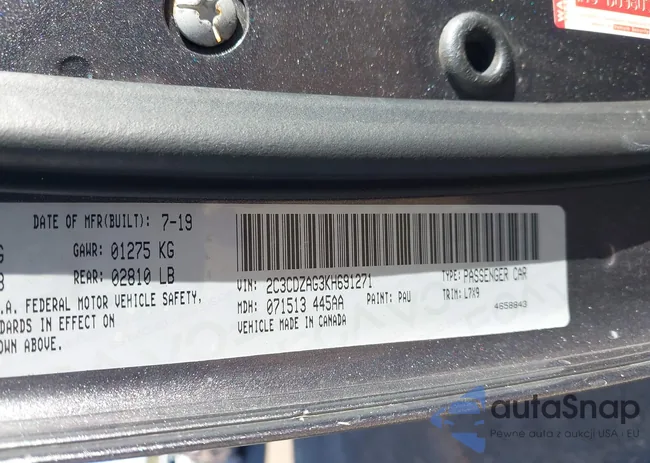 DATE OF MFR(BUILT): 7-19
GAWR: 01275 KG
REAR: 02810 LB
.A. FEDERAL MOTOR VEHICLE SAFETY,
NDARDS IN EFFECT ON
OWN ABOVE.
VIN: 2C3CDZAG3KH691271
TYPE: PASSENGER CAR
MDH: 071513 445AA
PAINT: PAU
TRIM: L7X9
VEHICLE MADE IN CANADA
4658843
autoSnap
Pewne auta z aukcji USA i EU